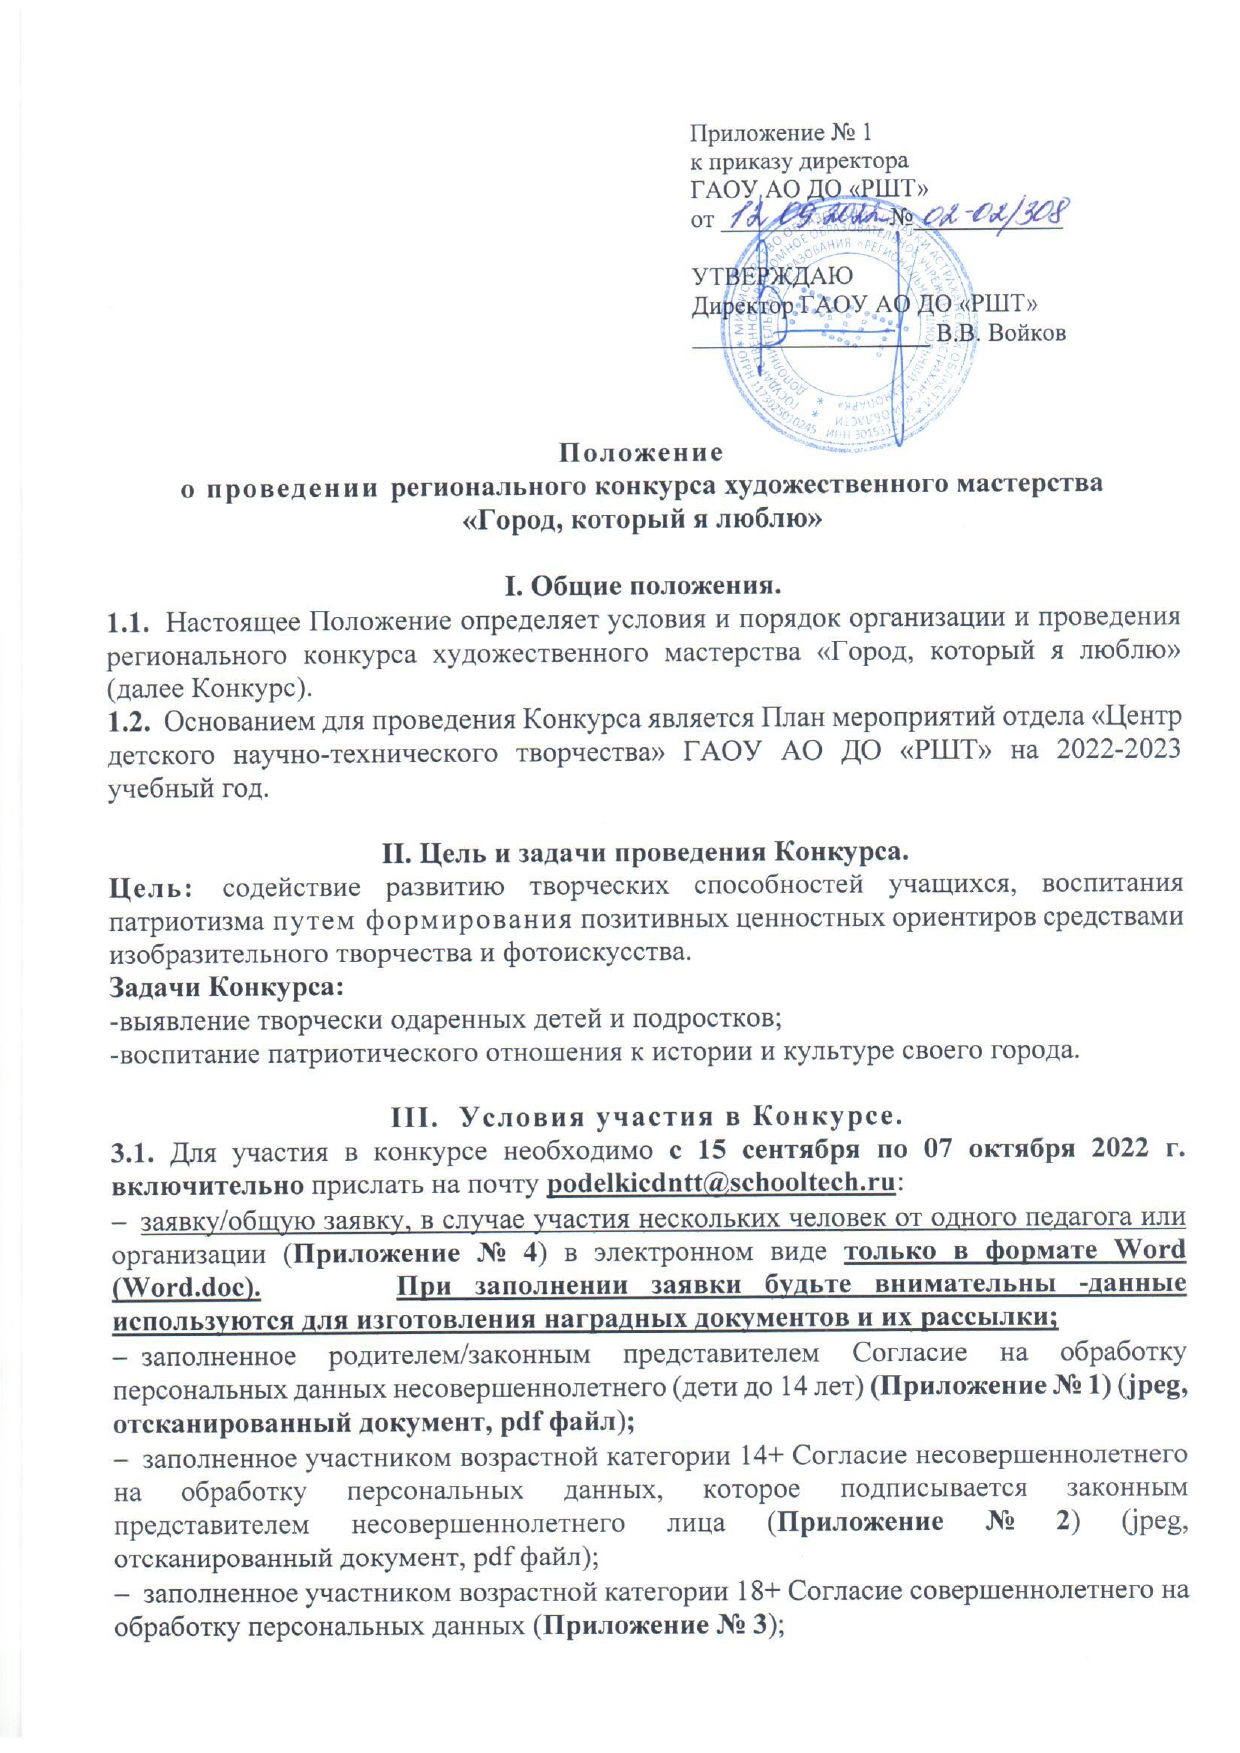 Приложение № 1
к приказу директора
ГАОУ АО ДО «РШТ»
от 12.09.2022 № 02-02/308
УТВЕРЖДАЮ
Директор ГАОУ АО ДО «РШТ»
В.В. Войков
Положение
о проведении регионального конкурса художественного мастерства
«Город, который я люблю»
I. Общие положения.
1.1. Настоящее Положение определяет условия и порядок организации и проведения
регионального конкурса художественного мастерства «Город, который я люблю»
(далее Конкурс).
1.2. Основанием для проведения Конкурса является План мероприятий отдела «Центр
детского научно-технического творчества» ГАОУ АО ДО «РШТ» на 2022-2023
учебный год.
II. Цель и задачи проведения Конкурса.
Цель: содействие развитию творческих способностей учащихся, воспитания
патриотизма путем формирования позитивных ценностных ориентиров средствами
изобразительного творчества и фотоискусства.
Задачи Конкурса:
-выявление творчески одаренных детей и подростков;
-воспитание патриотического отношения к истории и культуре своего города.
III. Условия участия в Конкурсе.
3.1. Для участия в конкурсе необходимо с 15 сентября по 07 октября 2022 г.
включительно прислать на почту podelkicdntt@schooltech.ru:
– заявку/общую заявку, в случае участия нескольких человек от одного педагога или
организации (Приложение № 4) в электронном виде только в формате Word
(Word.doc). При заполнении заявки будьте внимательны -данные
используются для изготовления наградных документов и их рассылки;
– заполненное родителем/законным представителем Согласие на обработку
персональных данных несовершеннолетнего (дети до 14 лет) (Приложение № 1) (jpeg,
отсканированный документ, pdf файл);
– заполненное участником возрастной категории 14+ Согласие несовершеннолетнего
на обработку персональных данных, которое подписывается законным
представителем несовершеннолетнего лица (Приложение № 2) (jpeg,
отсканированный документ, pdf файл);
– заполненное участником возрастной категории 18+ Согласие совершеннолетнего на
обработку персональных данных (Приложение № 3);